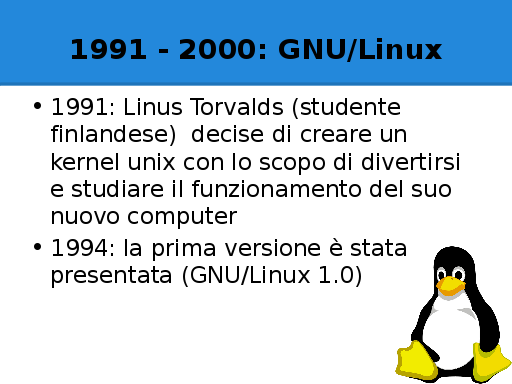 1991 - 2000: GNU/Linux
• 1991: Linus Torvalds (studente
finlandese)  decise di creare un
kernel unix con lo scopo di divertirsi
e studiare il funzionamento del suo
nuovo computer
• 1994: la prima versione è stata
presentata (GNU/Linux 1.0)